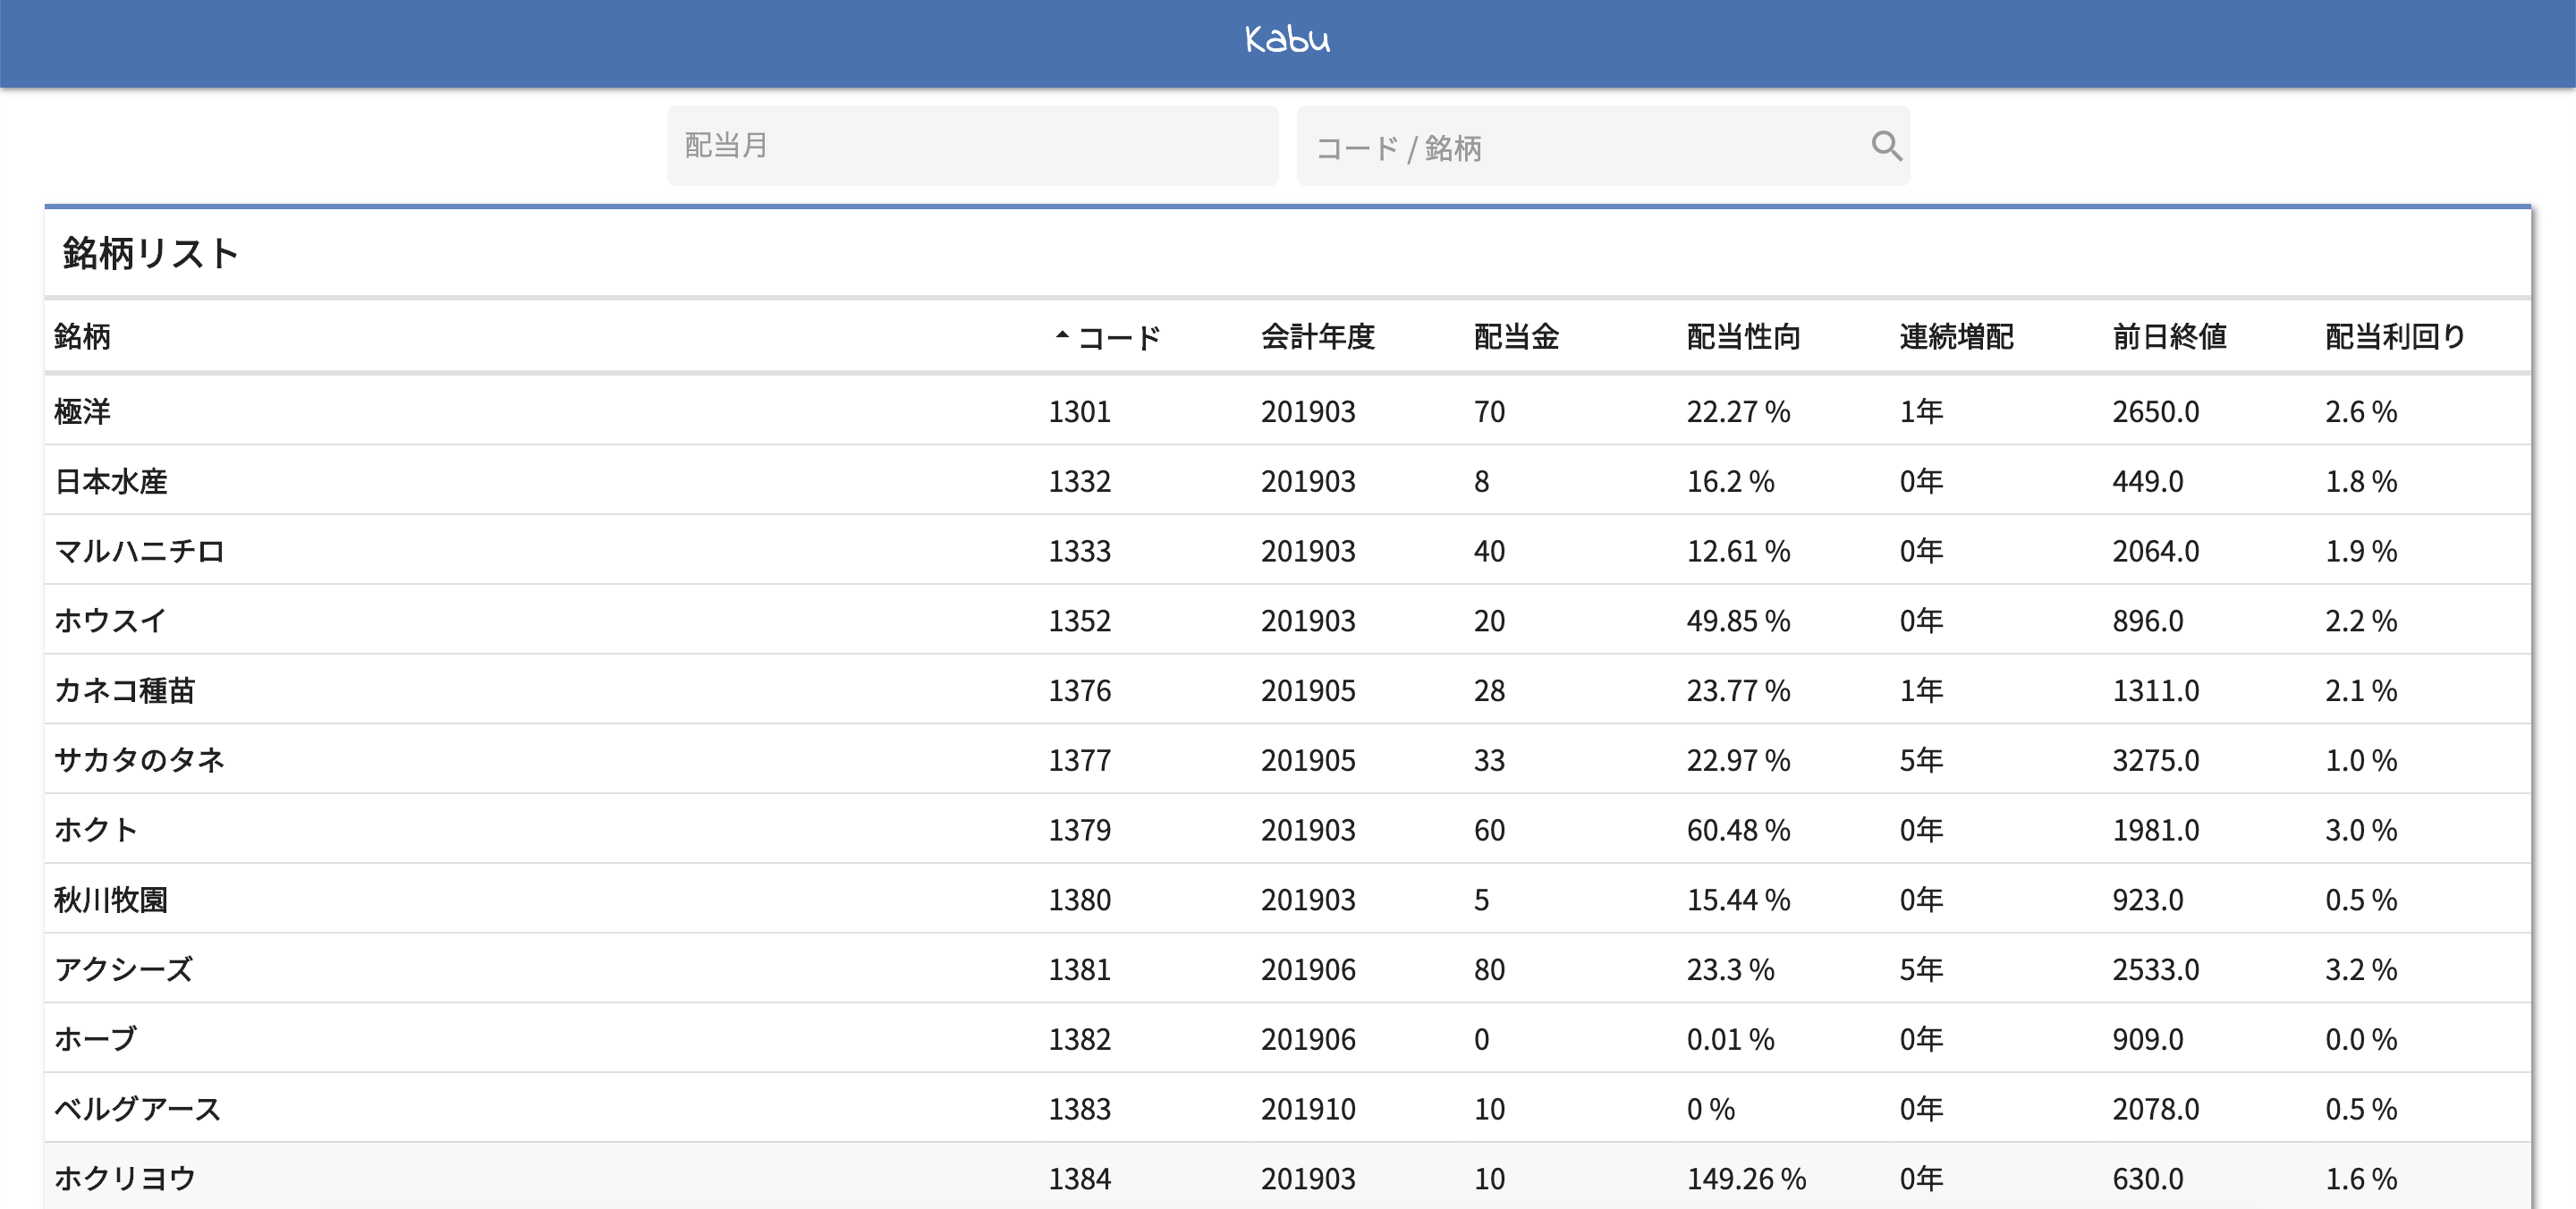 Kabu
配当月 コード / 銘柄
銘柄リスト
銘柄 コード 会計年度 配当金 配当性向 連続増配 前日終値 配当利回り
極洋 1301 201903 70 22.27 % 1年 2650.0 2.6 %
日本水産 1332 201903 8 16.2 % 0年 449.0 1.8 %
マルハニチロ 1333 201903 40 12.61 % 0年 2064.0 1.9 %
ホウスイ 1352 201903 20 49.85 % 0年 896.0 2.2 %
カネコ種苗 1376 201905 28 23.77 % 1年 1311.0 2.1 %
サカタのタネ 1377 201905 33 22.97 % 5年 3275.0 1.0 %
ホクト 1379 201903 60 60.48 % 0年 1981.0 3.0 %
秋川牧園 1380 201903 5 15.44 % 0年 923.0 0.5 %
アクシーズ 1381 201906 80 23.3 % 5年 2533.0 3.2 %
ホーブ 1382 201906 0 0.01 % 0年 909.0 0.0 %
ベルグアース 1383 201910 10 0 % 0年 2078.0 0.5 %
ホクリヨウ 1384 201903 10 149.26 % 0年 630.0 1.6 %